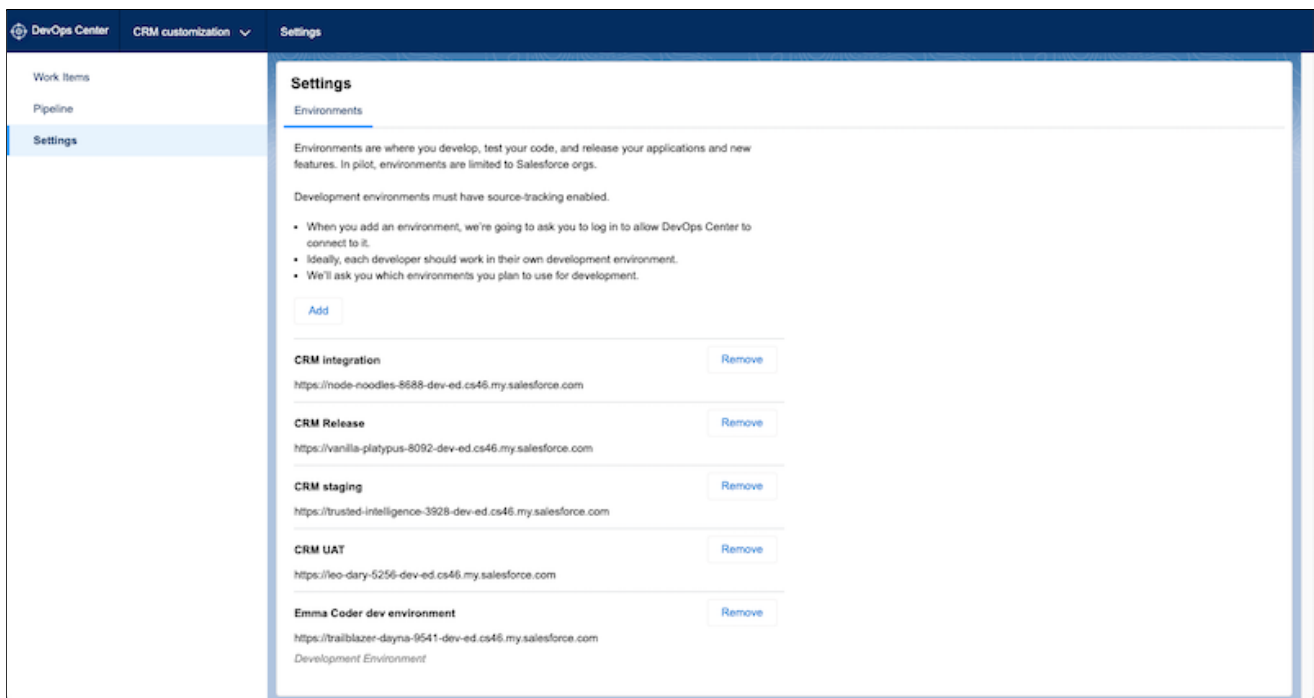 DevOps Center
CRM customization
Settings
Work Items
Pipeline
Settings
Settings
Environments
Environments are where you develop, test your code, and release your applications and new
features. In pilot, environments are limited to Salesforce orgs.
Development environments must have source-tracking enabled.
• When you add an environment, we're going to ask you to log in to allow DevOps Center to
connect to it.
• Ideally, each developer should work in their own development environment.
• We'll ask you which environments you plan to use for development.
Add
CRM integration
Remove
https://node-noodles-8688-dev-ed.cs46.my.salesforce.com
CRM Release
Remove
https://vanilla-platypus-8092-dev-ed.cs46.my.salesforce.com
CRM staging
Remove
https://trusted-intelligence-3928-dev-ed.cs46.my.salesforce.com
CRM UAT
Remove
https://leo-dary-5256-dev-ed.cs46.my.salesforce.com
Emma Coder dev environment
Remove
https://trailblazer-dayna-9541-dev-ed.cs46.my.salesforce.com
Development Environment